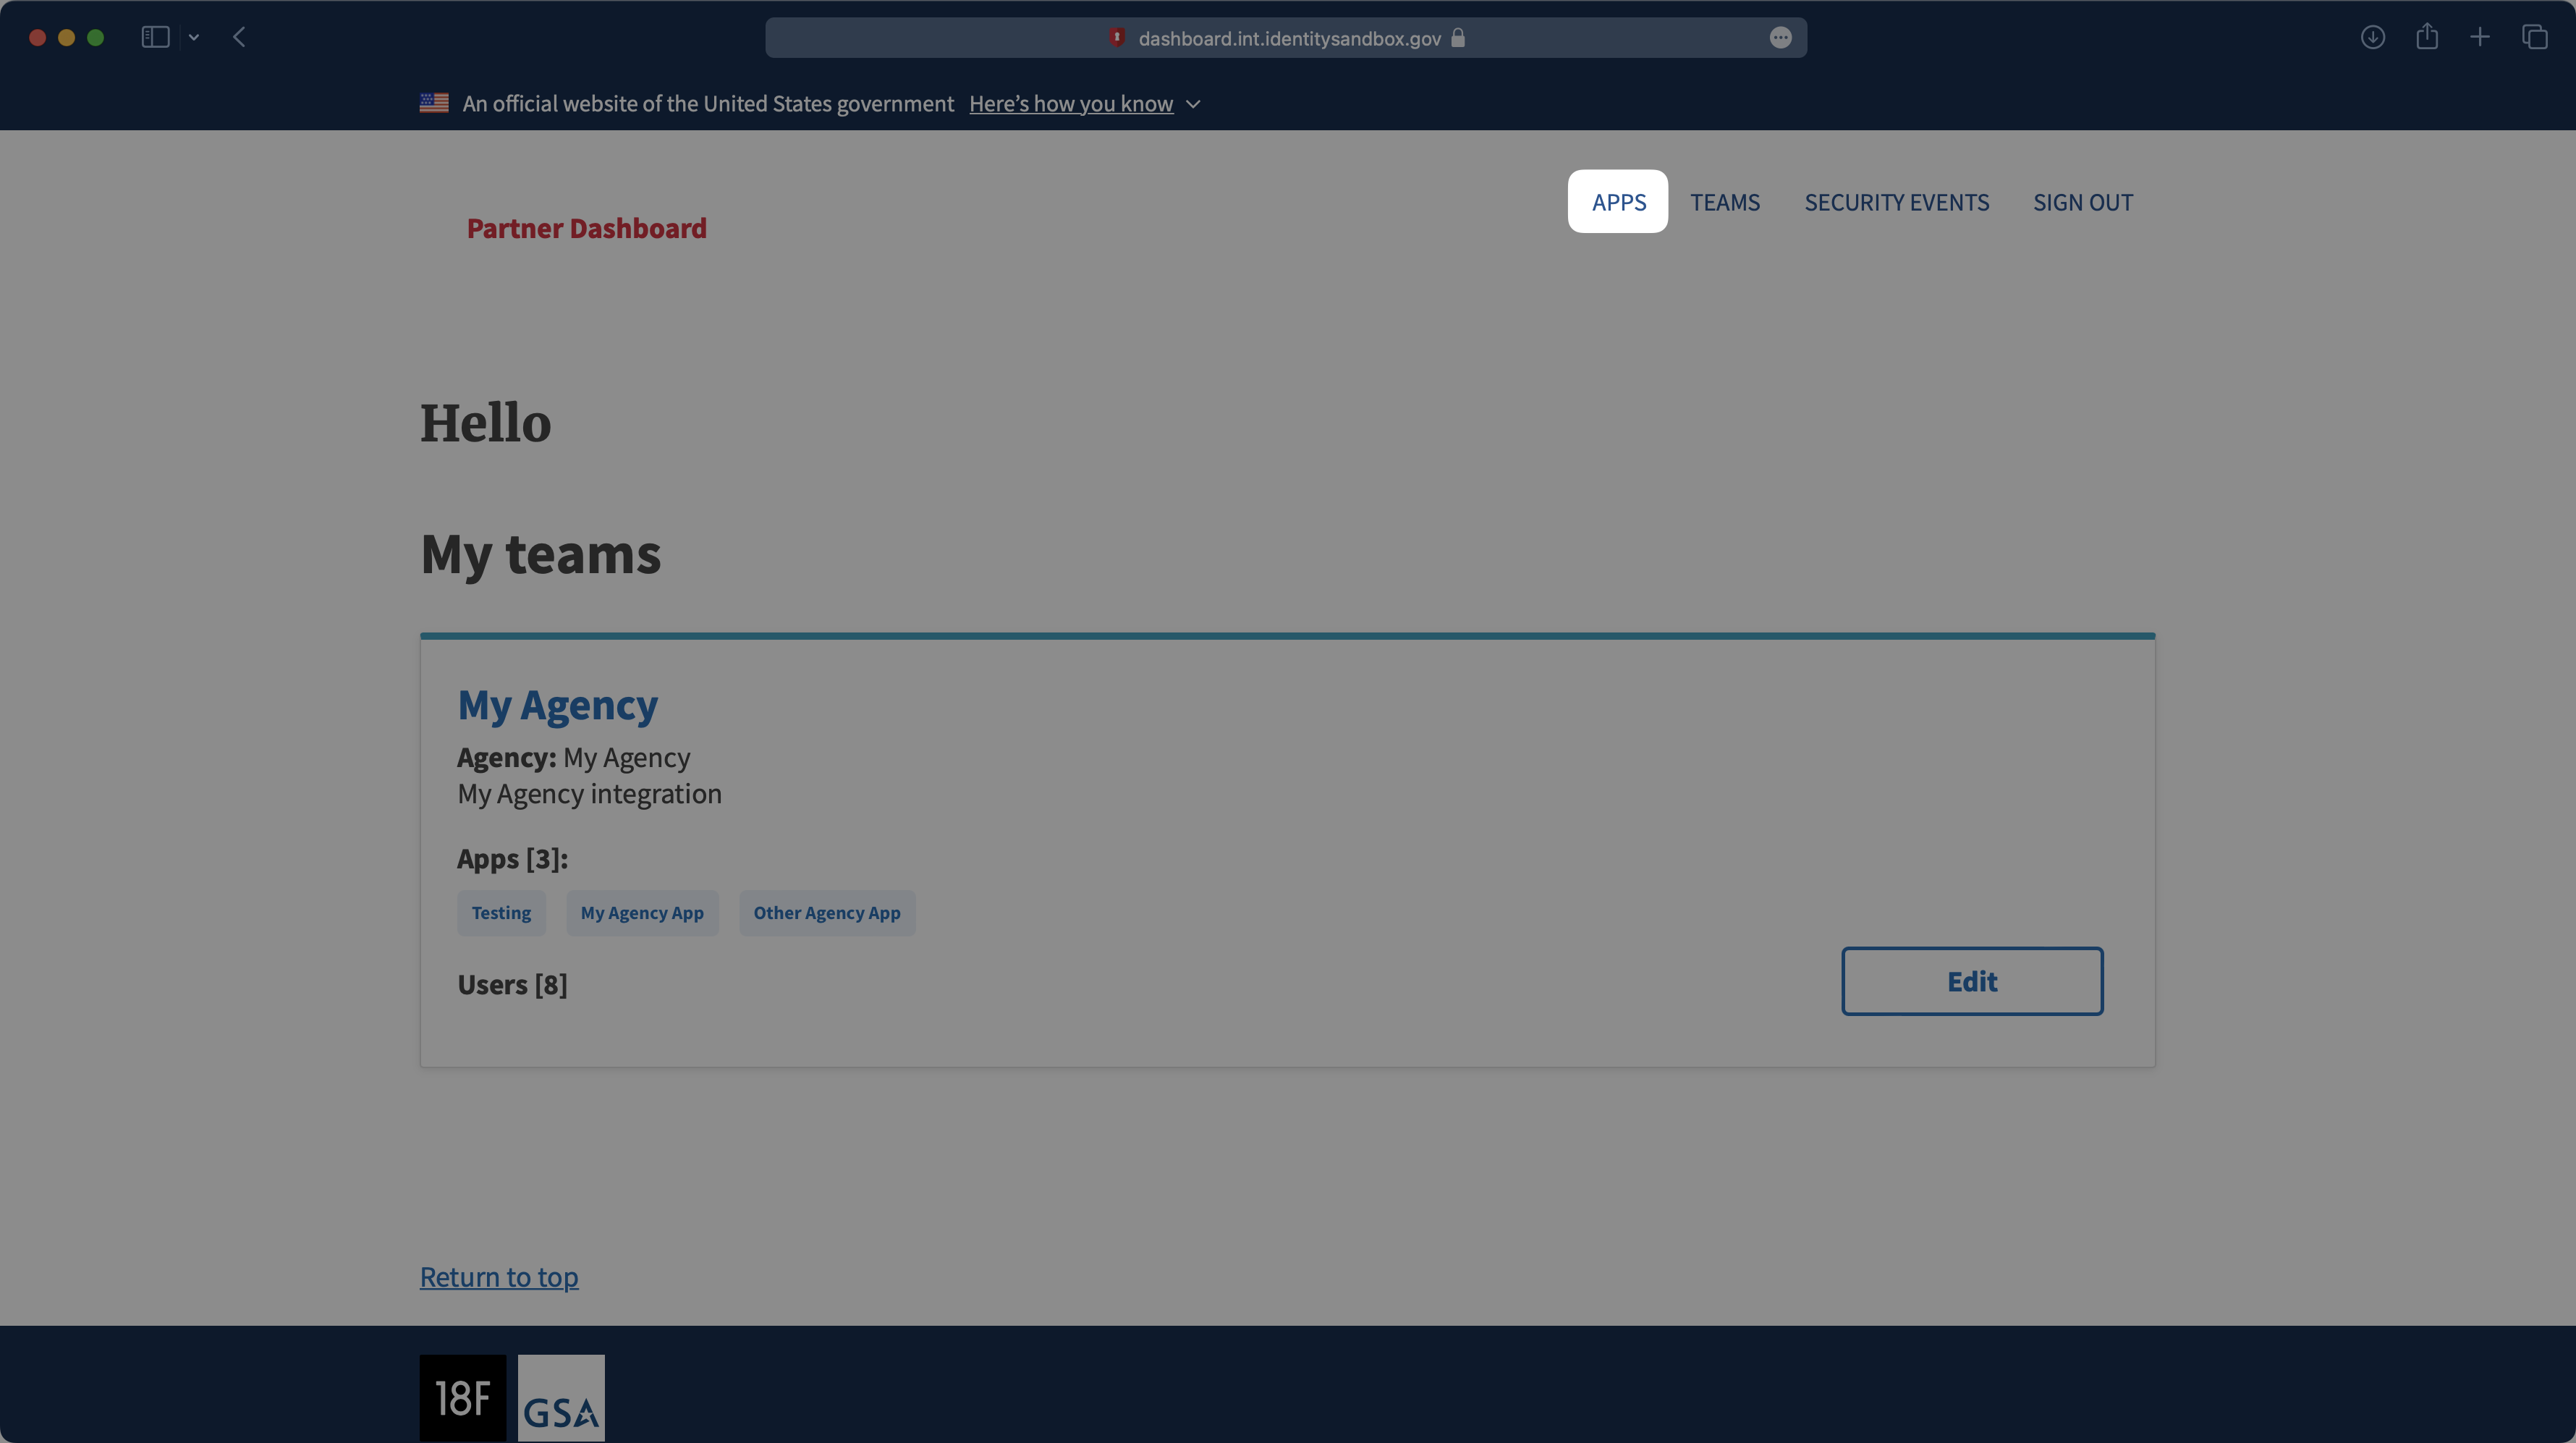 dashboard.int.identitysandbox.gov
An official website of the United States government Here’s how you know
APPS TEAMS SECURITY EVENTS SIGN OUT
Partner Dashboard
Hello
My teams
My Agency
Agency: My Agency
My Agency integration
Apps [3]:
Testing My Agency App Other Agency App
Users [8]
Edit
Return to top
18F GSA